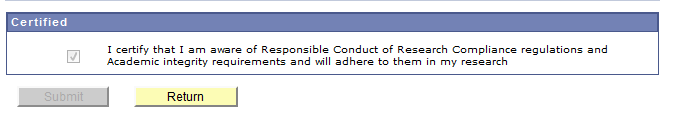 Certified
I certify that I am aware of Responsible Conduct of Research Compliance regulations and
Academic integrity requirements and will adhere to them in my research
Submit Return